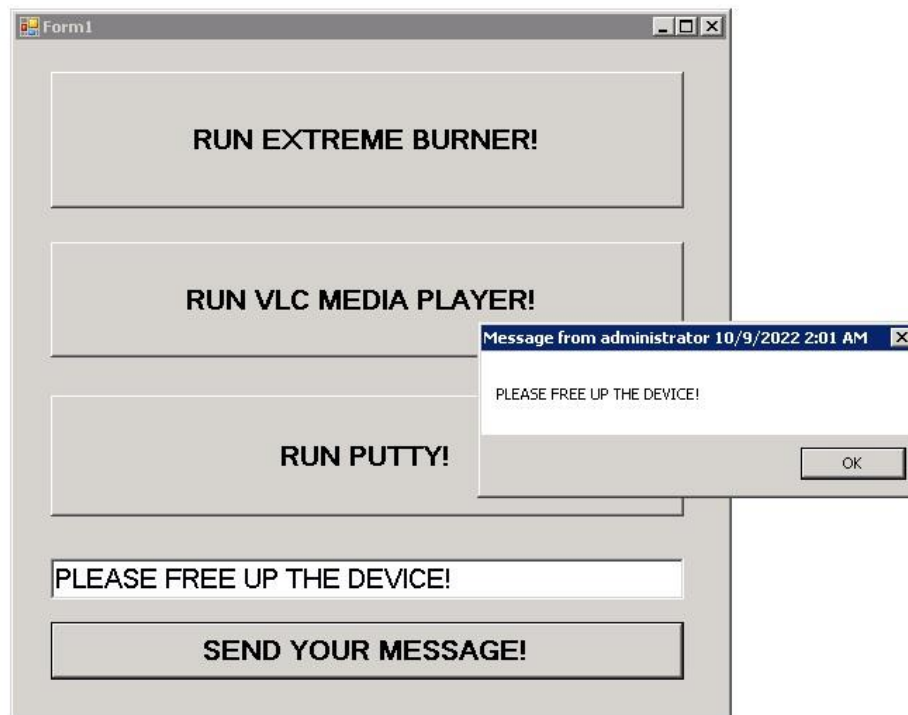 Form1
RUN EXTREME BURNER!
RUN VLC MEDIA PLAYER!
Message from administrator 10/9/2022 2:01 AM
PLEASE FREE UP THE DEVICE!
OK
RUN PUTTY!
PLEASE FREE UP THE DEVICE!
SEND YOUR MESSAGE!